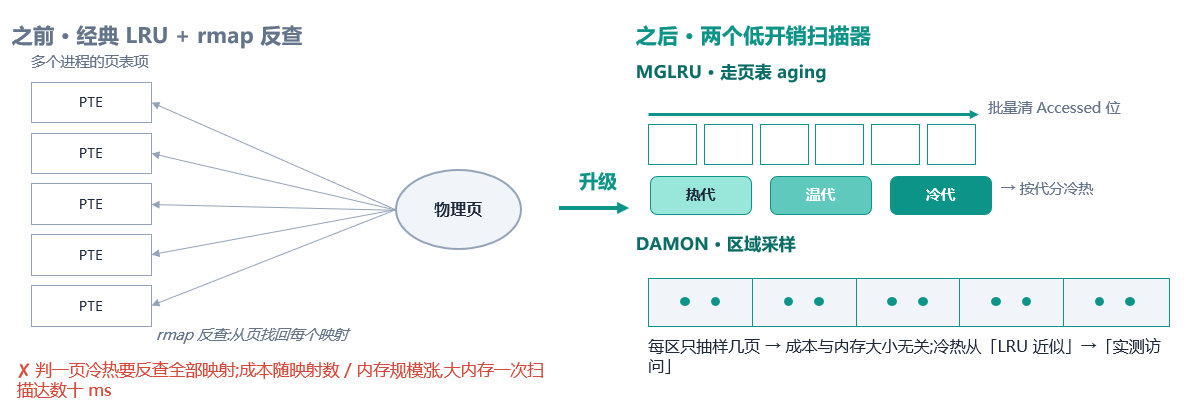 之前·经典 LRU + rmap 反查
多个进程的页表项
PTE
PTE
PTE
PTE
PTE
物理页
rmap 反查;从页找回每个映射
✘ 判一页冷热要反查全部映射;成本随映射数 / 内存规模涨,大内存一次扫
描达数十 ms
升级
之后·两个低开销扫描器
MGLRU·走页表 aging
批量清 Accessed 位
热代
温代
冷代
→ 按代分冷热
DAMON·区域采样
每区只抽样几页 → 成本与内存大小无关;冷热从「LRU 近似」→「实测访
问」